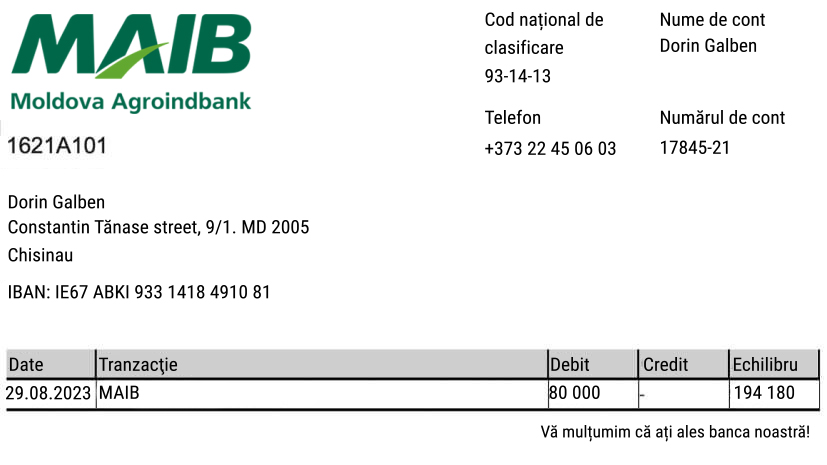 MAIB
Moldova Agroindbank
1621A101
Cod național de
clasificare
93-14-13
Nume de cont
Dorin Galben
Telefon
+373 22 45 06 03
Numărul de cont
17845-21
Dorin Galben
Constantin Tănase street, 9/1. MD 2005
Chisinau
IBAN: IE67 ABKI 933 1418 4910 81
Date Tranzacţie Debit Credit Echilibru
29.08.2023 MAIB 80 000 - 194 180
Vă mulțumim că ați ales banca noastră!